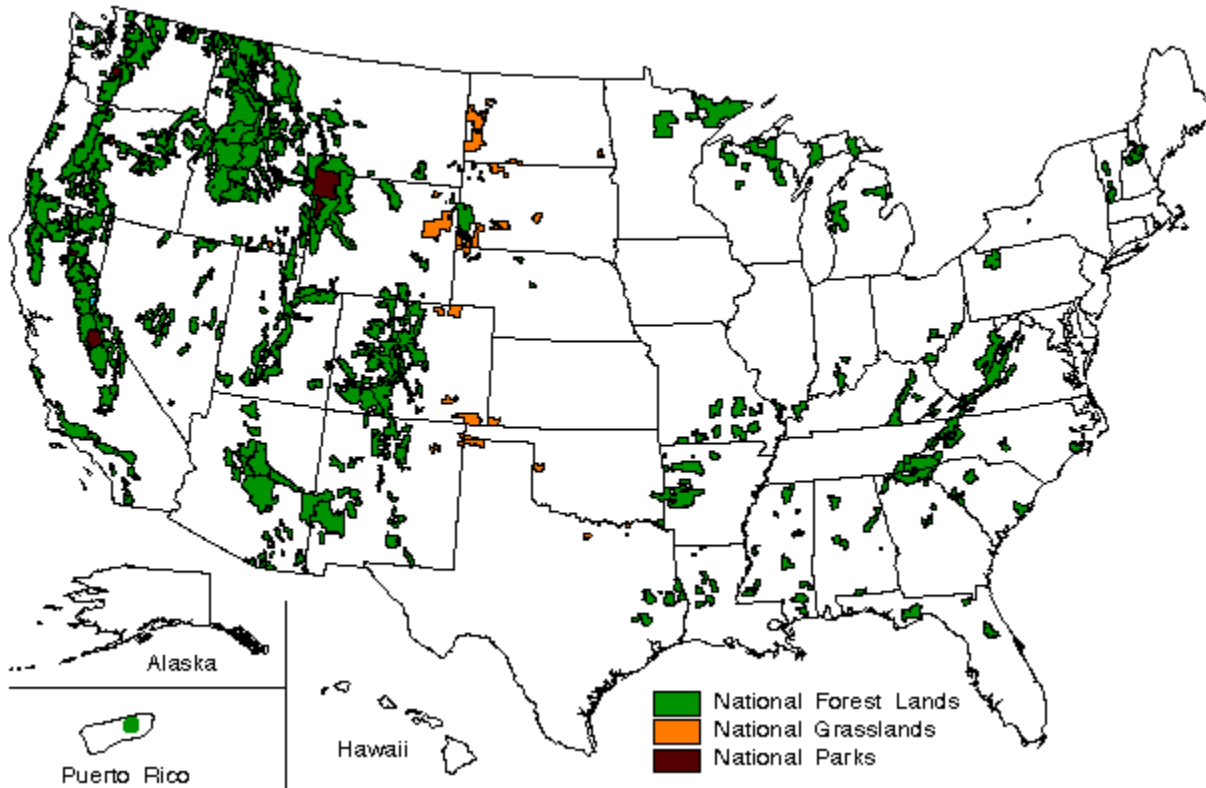 Alaska
Puerto Rico
Hawaii
National Forest Lands
National Grasslands
National Parks